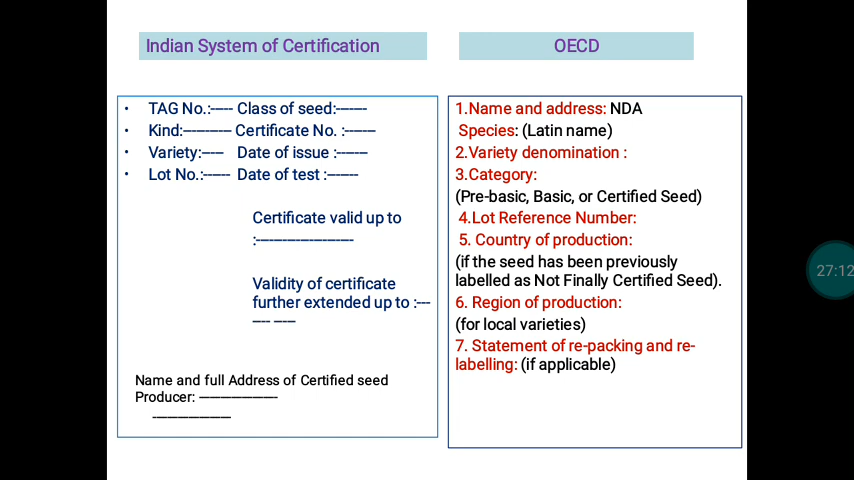 Indian System of Certification
OECD
• TAG No.:----- Class of seed:-------
• Kind:---------- Certificate No. :-------
• Variety:----- Date of issue :-------
• Lot No.:------ Date of test :-------
Certificate valid up to
:----------------------
Validity of certificate
further extended up to :---
----- -----
Name and full Address of Certified seed
Producer: ------------------
------------------
1.Name and address: NDA
Species: (Latin name)
2.Variety denomination :
3.Category:
(Pre-basic, Basic, or Certified Seed)
4.Lot Reference Number:
5. Country of production:
(if the seed has been previously
labelled as Not Finally Certified Seed).
6. Region of production:
(for local varieties)
7. Statement of re-packing and re-
labelling: (if applicable)
27:12